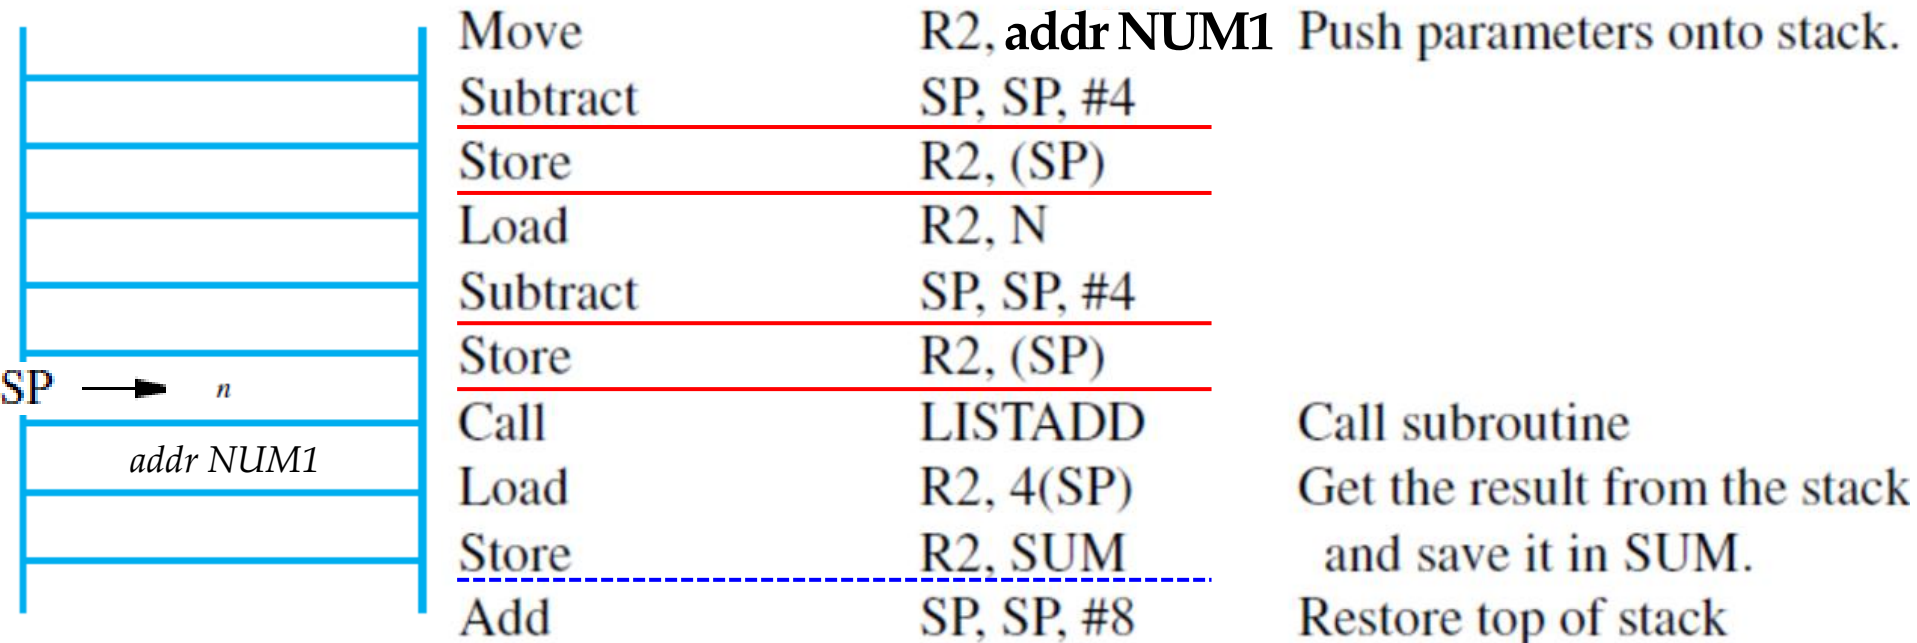 Move R2, addr NUM1 Push parameters onto stack.
Subtract SP, SP, #4
Store R2, (SP)
Load R2, N
Subtract SP, SP, #4
Store R2, (SP)
SP n
Call LISTADD Call subroutine
addr NUM1
Load R2, 4(SP) Get the result from the stack
Store R2, SUM and save it in SUM.
Add SP, SP, #8 Restore top of stack